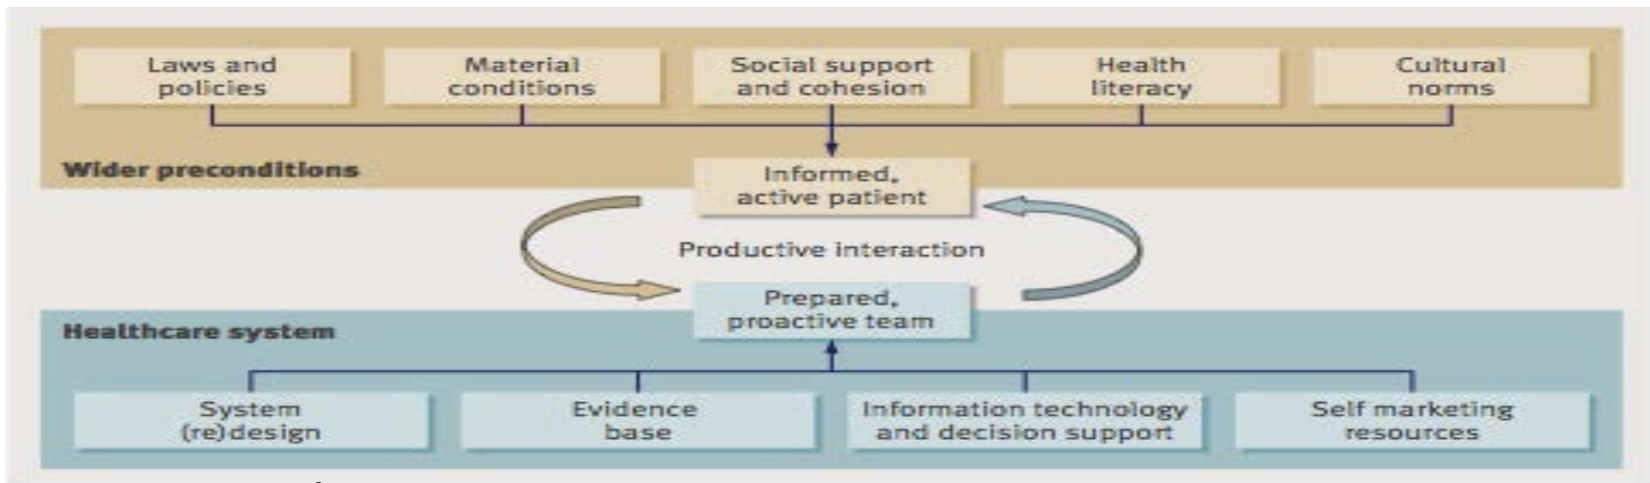 Laws and
policies
Material
conditions
Social support
and cohesion
Health
literacy
Cultural
norms
Wider preconditions
Informed,
active patient
Productive interaction
Prepared,
proactive team
Healthcare system
System
(re)design
Evidence
base
Information technology
and decision support
Self marketing
resources